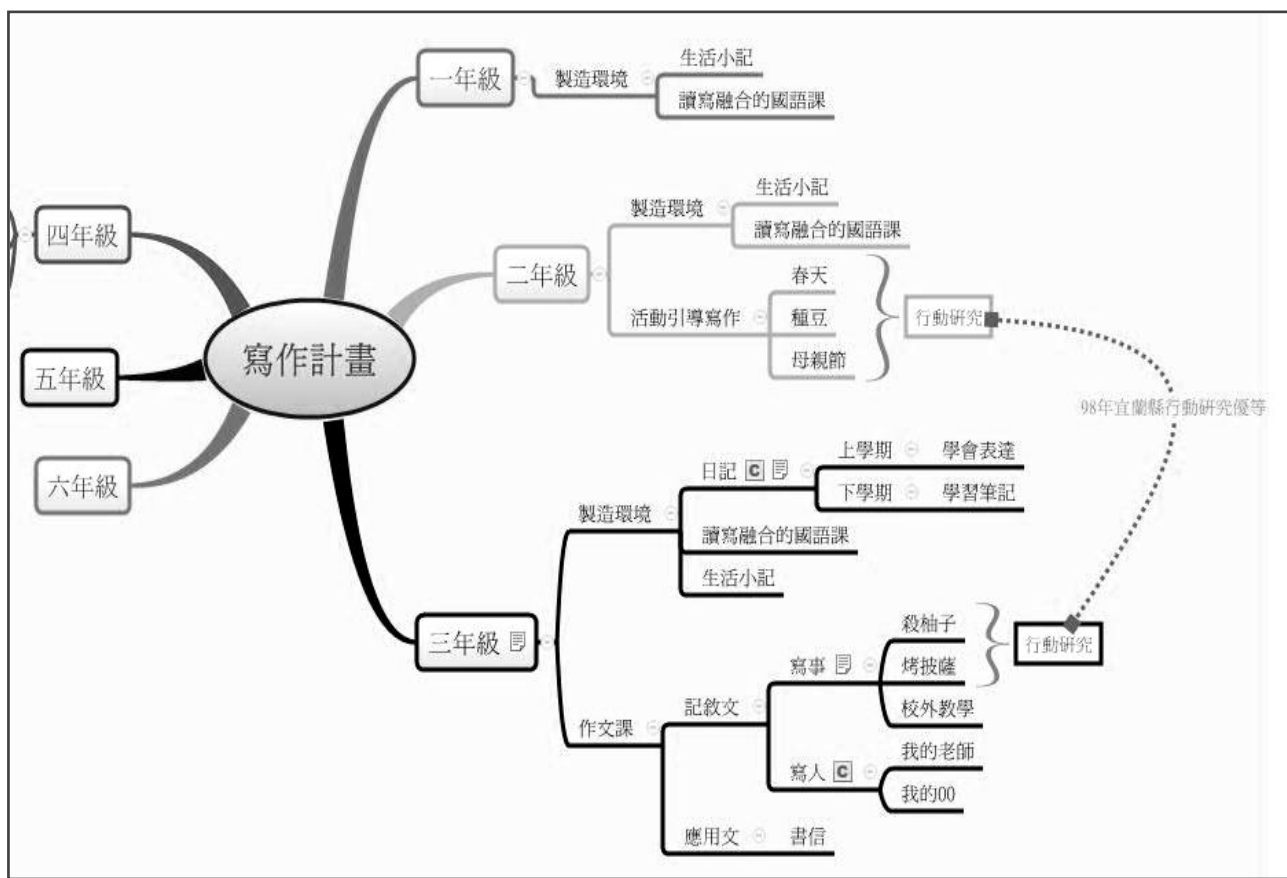 寫作計畫
一年級
製造環境
生活小記
讀寫融合的國語課
二年級
製造環境
生活小記
讀寫融合的國語課
活動引導寫作
春天
種豆
母親節
行動研究
98年宜蘭縣行動研究優等
三年級
製造環境
日記 C
上學期
學會表達
下學期
學習筆記
讀寫融合的國語課
生活小記
作文課
記敘文
寫事
殺柚子
烤披薩
校外教學
行動研究
寫人 C
我的老師
我的00
應用文
書信
四年級
五年級
六年級